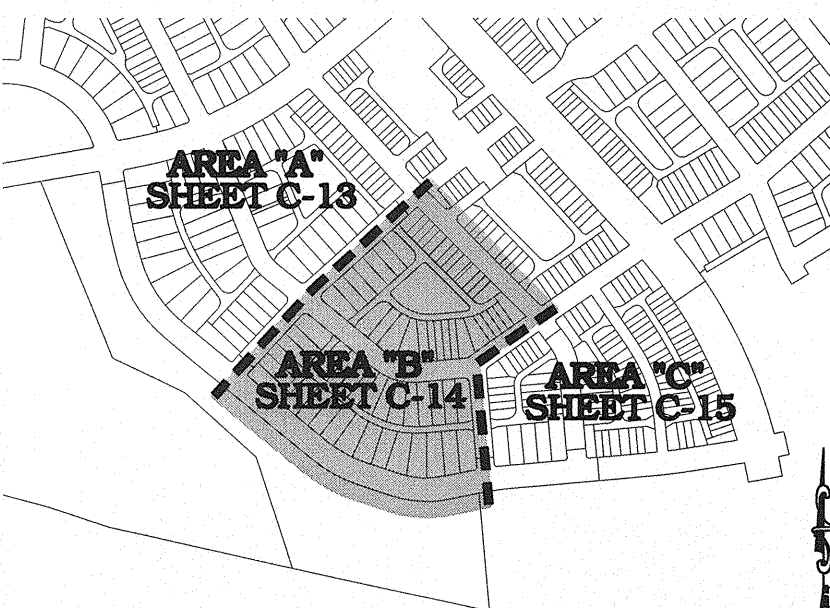 AREA "A"
SHEET C-13
AREA "B"
SHEET C-14
AREA "C"
SHEET C-15